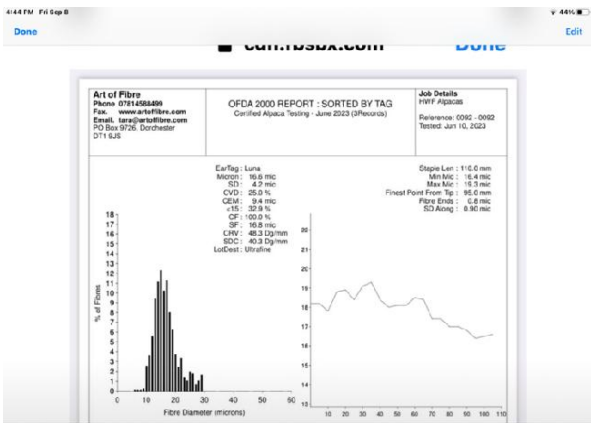 4:44 PM Fri Sep 8
44%
Done
Edit
cdn.fbsbx.com
Done
Art of Fibre
Phone 07814588499
Fax. www.artoffibre.com
Email. tara@artoffibre.com
PO Box 9726. Dorchester
DT1 9JS
OFDA 2000 REPORT : SORTED BY TAG
Certified Alpaca Testing - June 2023 (3Records)
Job Details
HWF Alpacas
Reference: 0092 - 0092
Tested: Jun 10, 2023
EarTag : Luna
Micron : 16.8 mic
SD : 4.2 mic
CVD : 25.0 %
CEM : 9.4 mic
<15 : 32.9 %
CF : 100.0 %
SF : 16.8 mic
CRV : 48.3 Dg/mm
SDC : 40.3 Dg/mm
LotDest : Ultrafine
Staple Len : 110.0 mm
Min Mic : 16.4 mic
Max Mic : 19.3 mic
Finest Point From Tip : 95.0 mm
Fibre Ends : 0.8 mic
SD Along : 0.90 mic
18
17
16
15
14
13
12
11
10
9
8
7
6
5
4
3
2
1
0
% of Fibres
0 10 20 30 40 50 60
Fibre Diameter (microns)
21
20
19
18
17
16
15
14
13
10 20 30 40 50 60 70 80 90 100 110